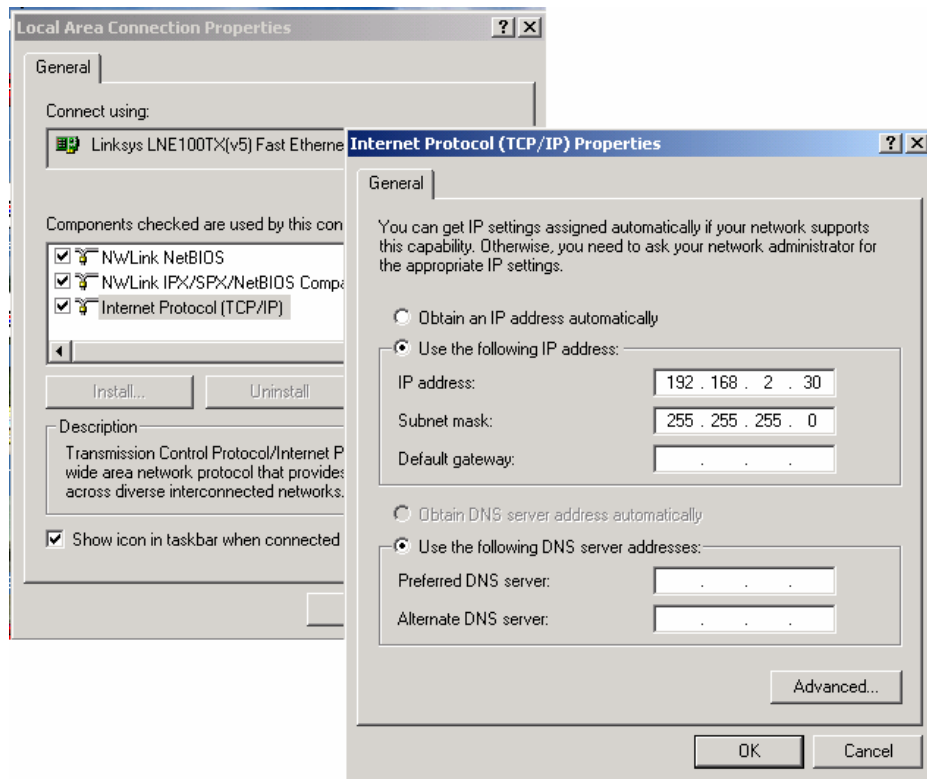 Local Area Connection Properties
General
Connect using:
Linksys LNE100TX(v5) Fast Etherne
Components checked are used by this con
NWLink NetBIOS
NWLink IPX/SPX/NetBIOS Compa
Internet Protocol (TCP/IP)
Install...
Uninstall
Description
Transmission Control Protocol/Internet P
wide area network protocol that provides
across diverse interconnected networks.
Show icon in taskbar when connected
Internet Protocol (TCP/IP) Properties
General
You can get IP settings assigned automatically if your network supports
this capability. Otherwise, you need to ask your network administrator for
the appropriate IP settings.
Obtain an IP address automatically
Use the following IP address:
IP address: 192 . 168 . 2 . 30
Subnet mask: 255 . 255 . 255 . 0
Default gateway: . . .
Obtain DNS server address automatically
Use the following DNS server addresses:
Preferred DNS server: . . .
Alternate DNS server: . . .
Advanced...
OK
Cancel